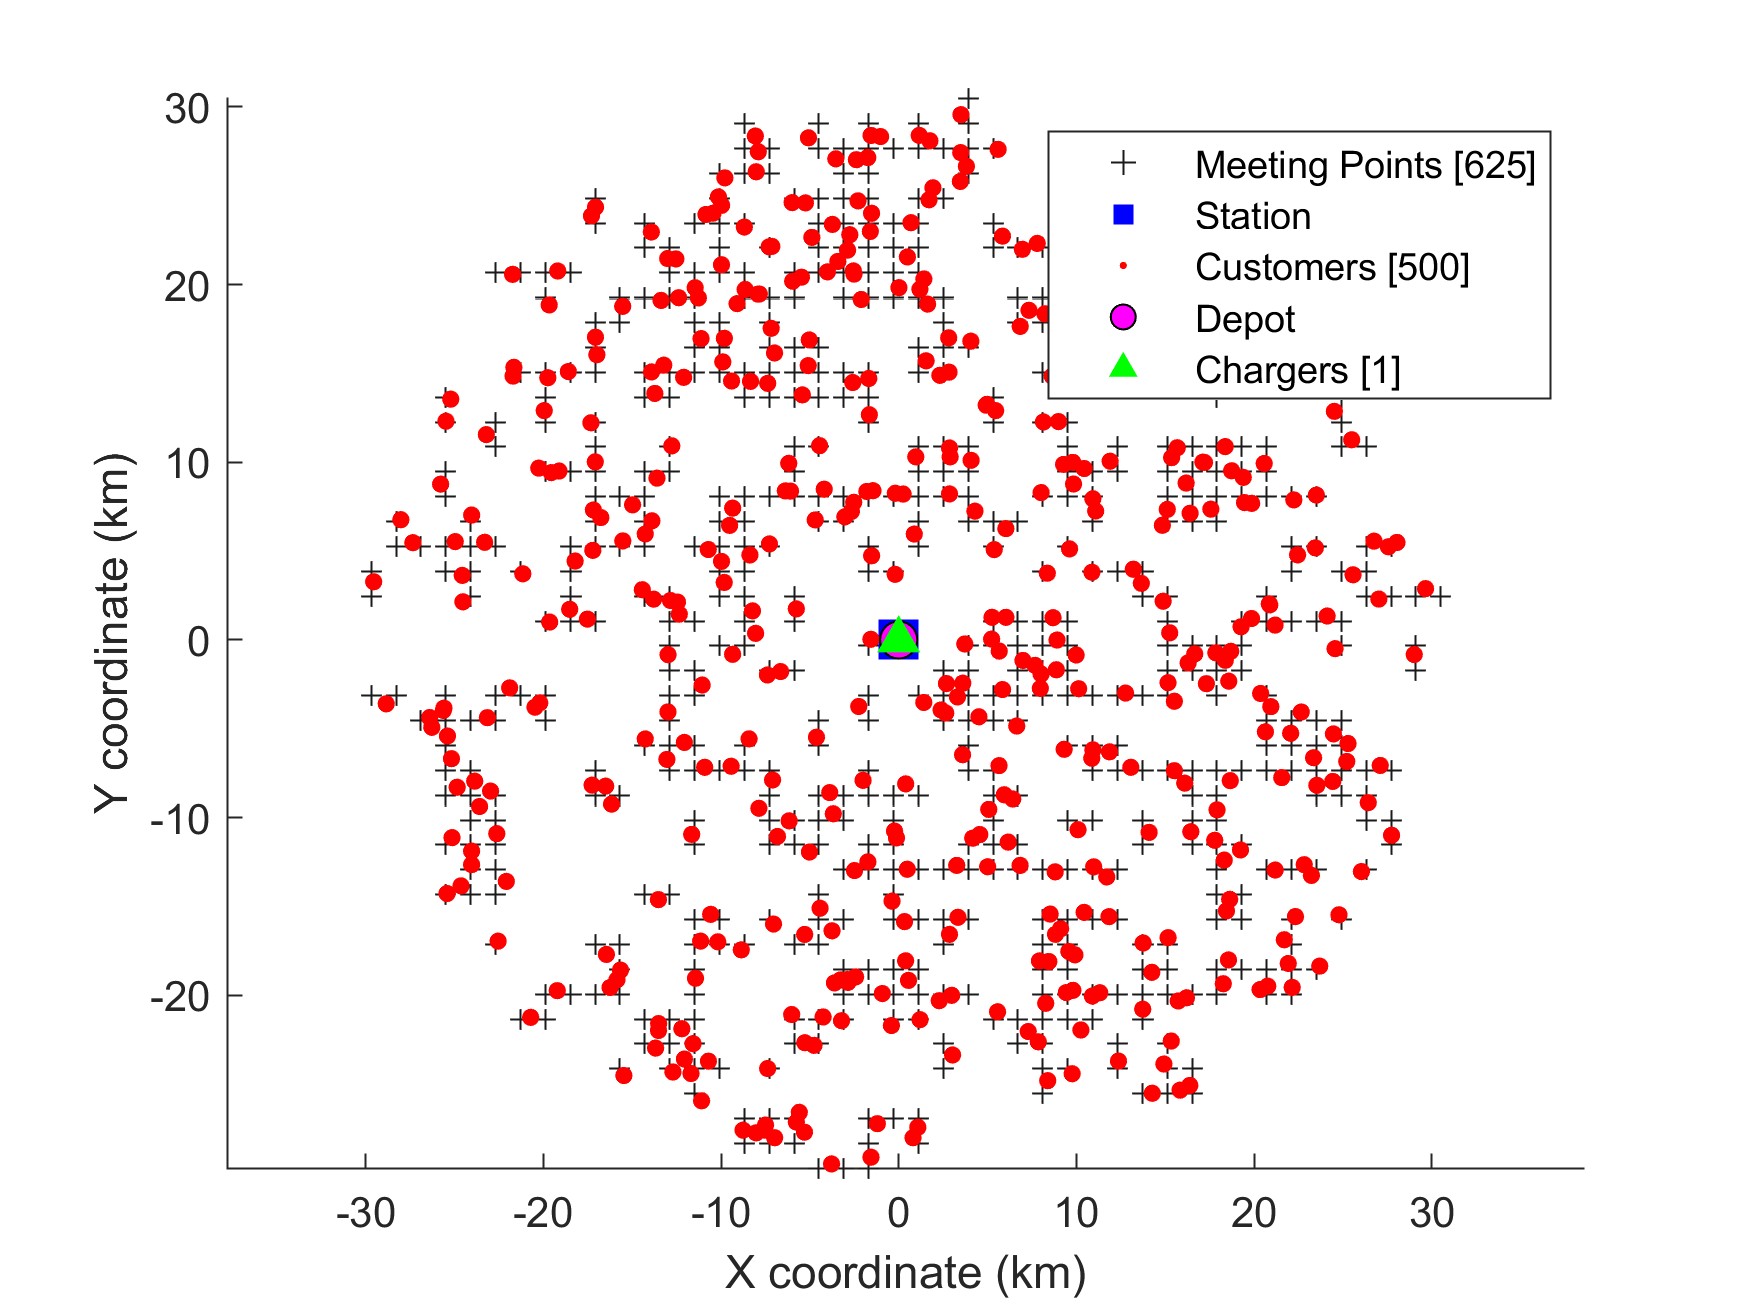 30
20
10
0
-10
-20
Y coordinate (km)
Meeting Points [625]
Station
Customers [500]
Depot
Chargers [1]
-30 -20 -10 0 10 20 30
X coordinate (km)